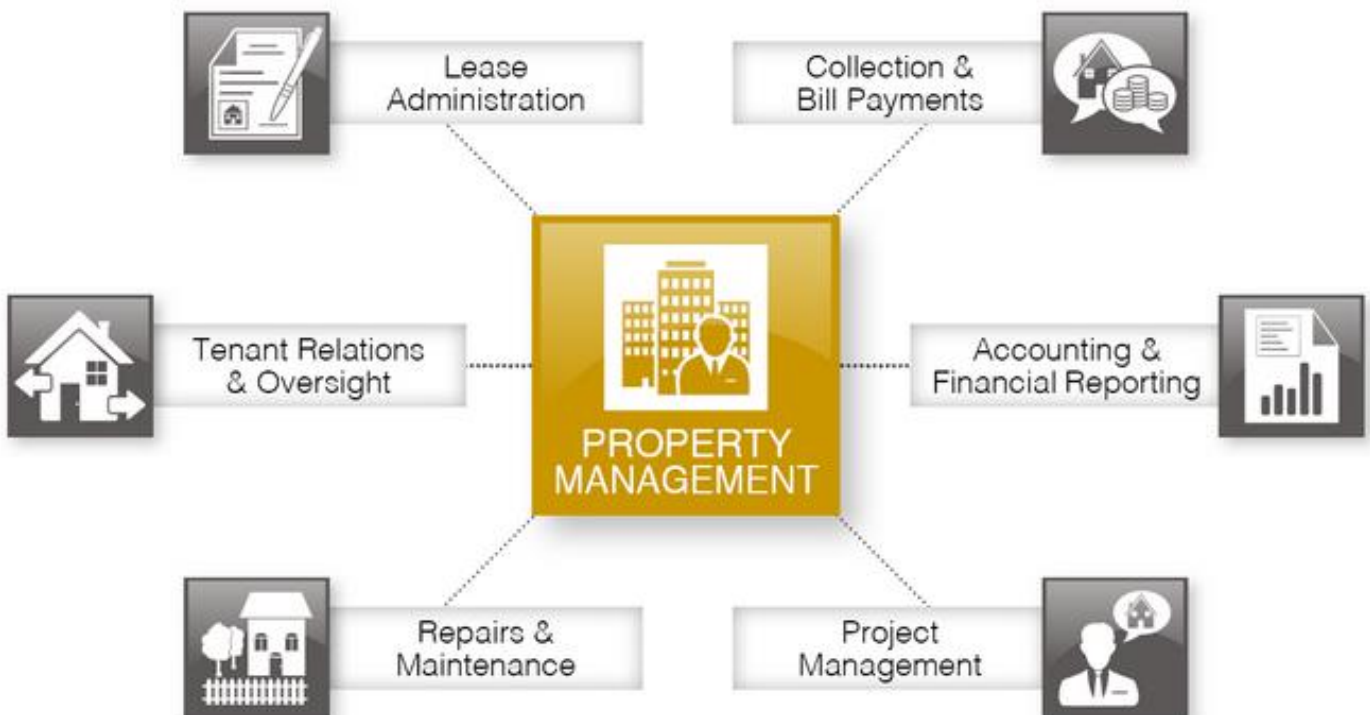 Lease
Administration
Collection &
Bill Payments
Tenant Relations
& Oversight
PROPERTY
MANAGEMENT
Accounting &
Financial Reporting
Repairs &
Maintenance
Project
Management